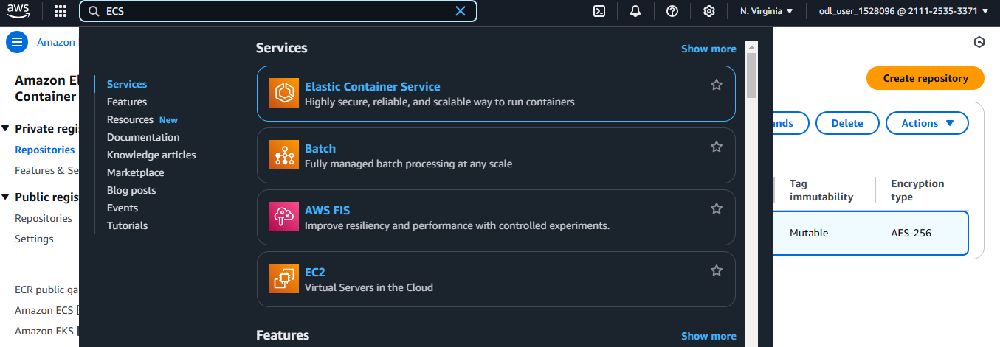 aws
ECS
N. Virginia
odl_user_1528096 @ 2111-2535-3371
Amazon
Amazon El
Container
Private regi
Repositories
Features & Se
Public regis
Repositories
Settings
ECR public ga
Amazon ECS
Amazon EKS
Services
Features
Resources New
Documentation
Knowledge articles
Marketplace
Blog posts
Events
Tutorials
Services
Show more
Elastic Container Service
Highly secure, reliable, and scalable way to run containers
Batch
Fully managed batch processing at any scale
AWS FIS
Improve resiliency and performance with controlled experiments.
EC2
Virtual Servers in the Cloud
Features
Show more
Create repository
ands
Delete
Actions
Tag
immutability
Encryption
type
Mutable
AES-256